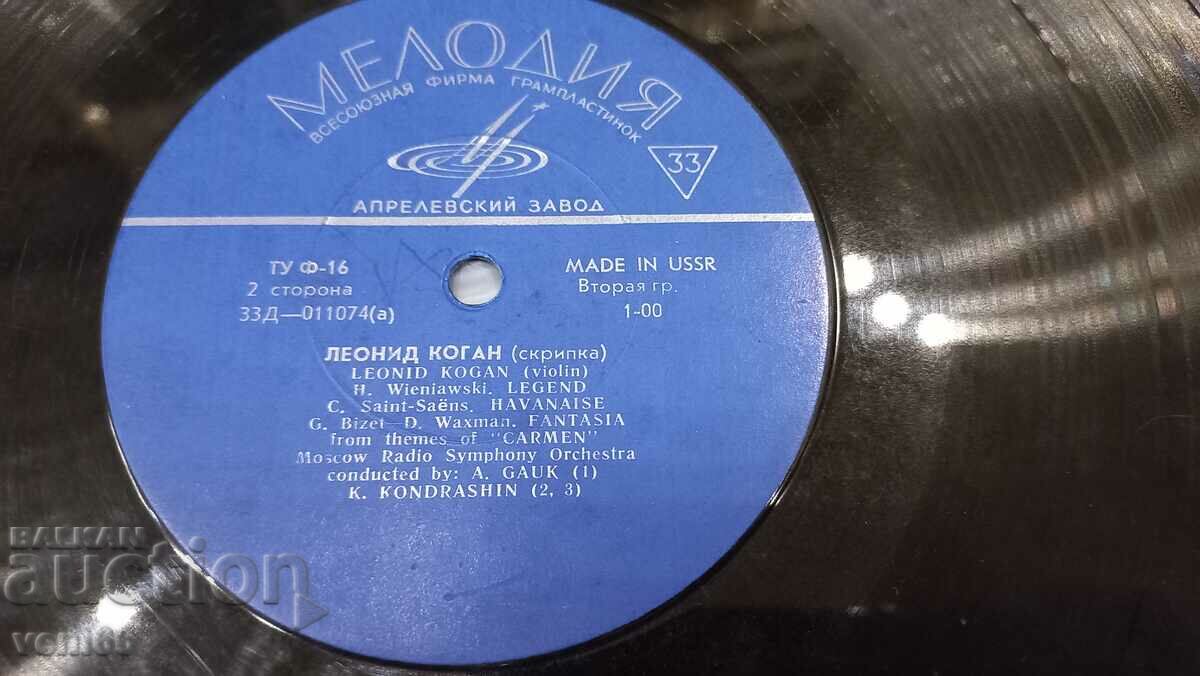 МЕЛОДИЯ
ВСЕСОЮЗНАЯ ФИРМА ГРАМПЛАСТИНОК
33
АПРЕЛЕВСКИЙ ЗАВОД
ТУ Ф-16
2 сторона
33Д—011074(а)
MADE IN USSR
Вторая гр.
1-00
ЛЕОНИД КОГАН (скрипка)
LEONID KOGAN (violin)
H. Wieniawski. LEGEND
C. Saint-Saëns. HAVANAISE
G. Bizet—D. Waxman. FANTASIA
from themes of "CARMEN"
Moscow Radio Symphony Orchestra
conducted by: A. GAUK (1)
K. KONDRASHIN (2, 3)
BALKAN
auction